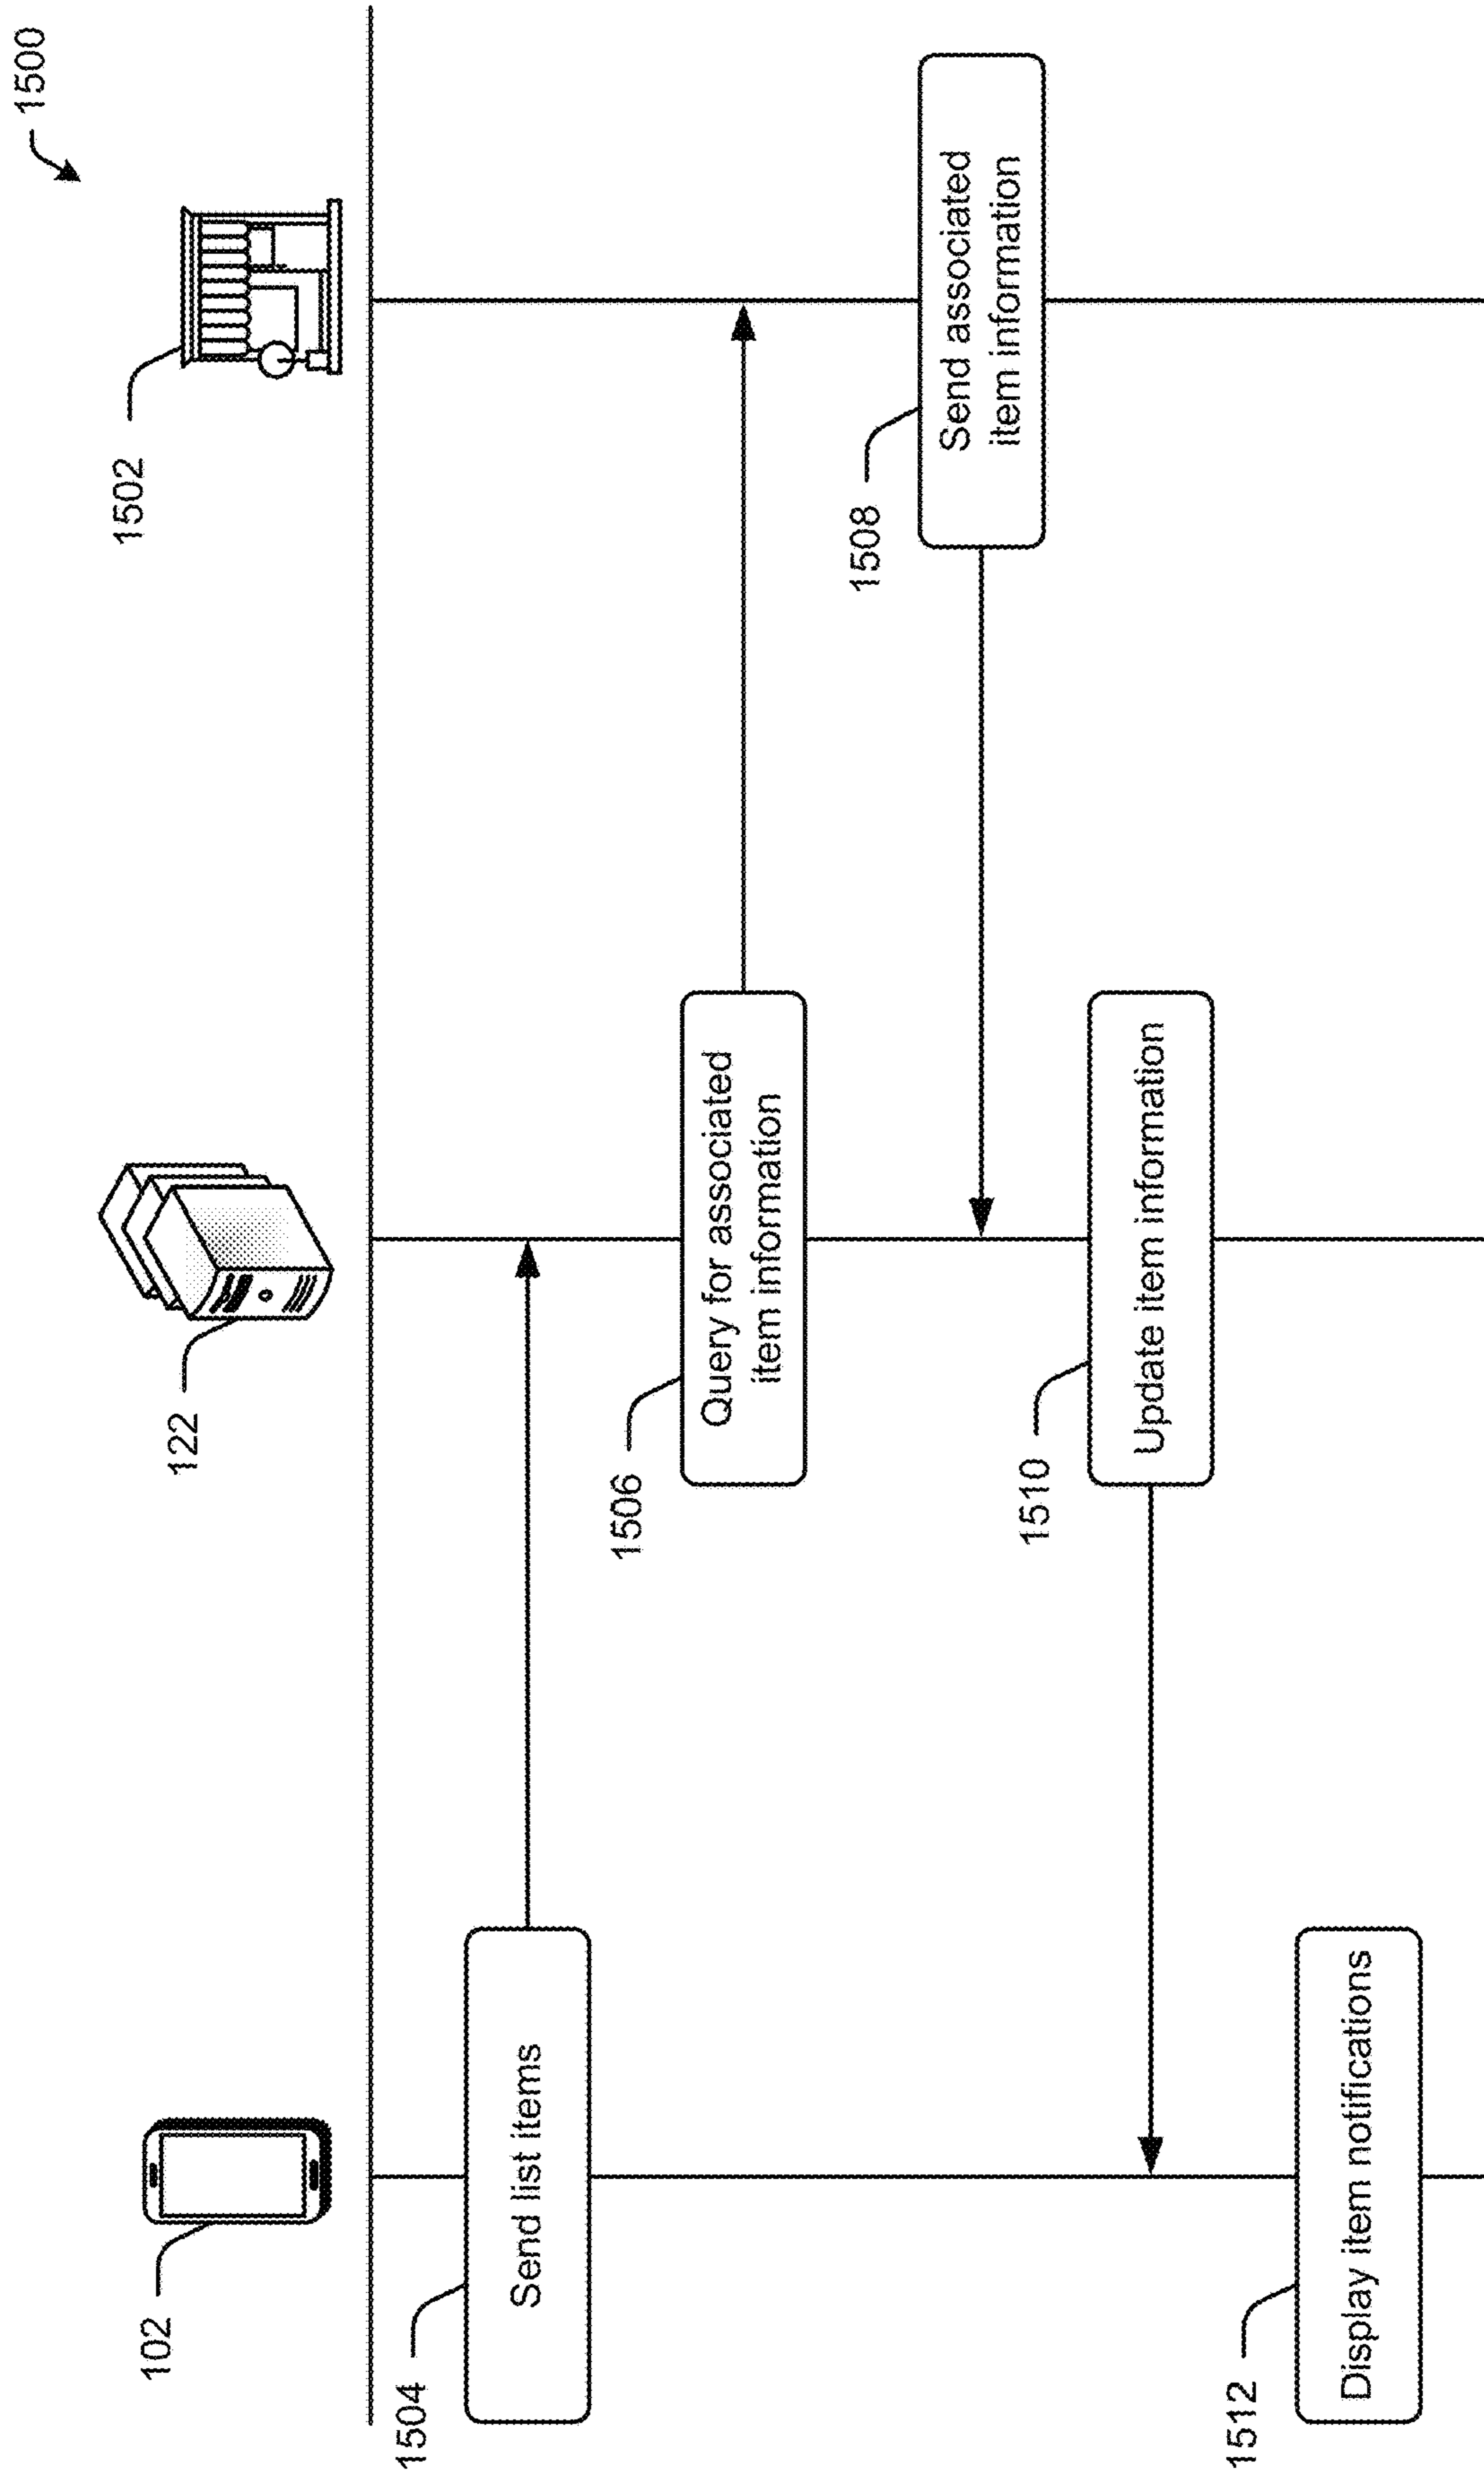 1500
102
122
1502
1504
Send list items
1506
Query for associated
item information
1508
Send associated
item information
1510
Update item information
1512
Display item notifications